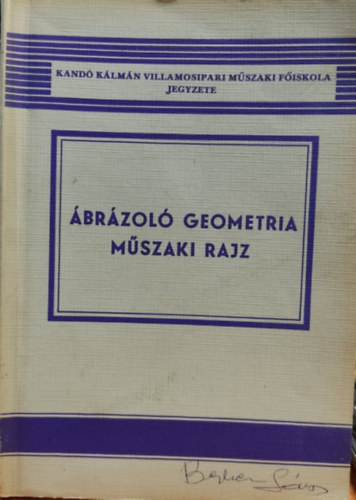 KANDÓ KÁLMÁN VILLAMOSIPARI MŰSZAKI FŐISKOLA
JEGYZETE
ÁBRÁZOLÓ GEOMETRIA
MŰSZAKI RAJZ